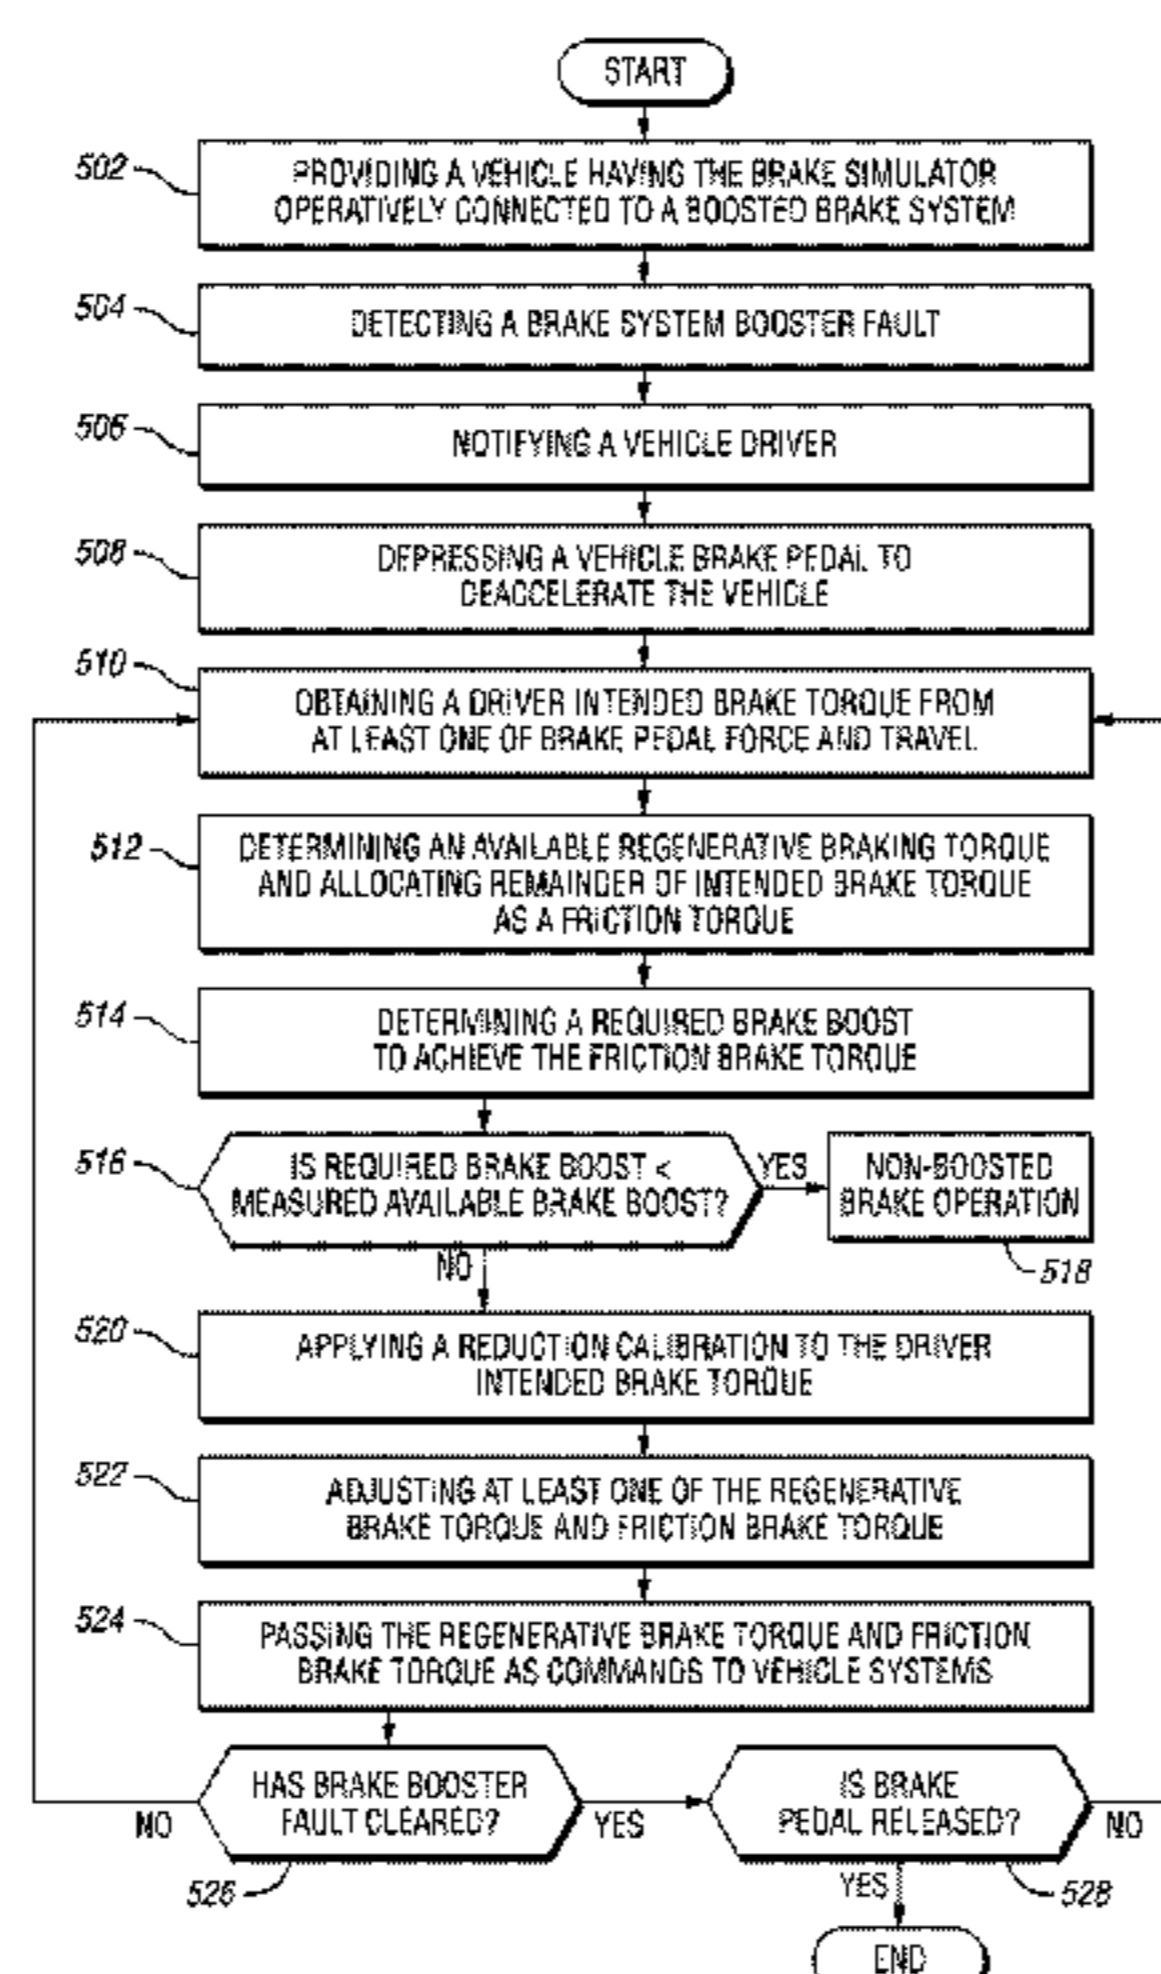 START
502
PROVIDING A VEHICLE HAVING THE BRAKE SIMULATOR
OPERATIVELY CONNECTED TO A BOOSTED BRAKE SYSTEM
504
DETECTING A BRAKE SYSTEM BOOSTER FAULT
506
NOTIFYING A VEHICLE DRIVER
508
DEPRESSING A VEHICLE BRAKE PEDAL TO
DEACCELERATE THE VEHICLE
510
OBTAINING A DRIVER INTENDED BRAKE TORQUE FROM
AT LEAST ONE OF BRAKE PEDAL FORCE AND TRAVEL
512
DETERMINING AN AVAILABLE REGENERATIVE BRAKING TORQUE
AND ALLOCATING REMAINDER OF INTENDED BRAKE TORQUE
AS A FRICTION TORQUE
514
DETERMINING A REQUIRED BRAKE BOOST
TO ACHIEVE THE FRICTION BRAKE TORQUE
516
IS REQUIRED BRAKE BOOST <
MEASURED AVAILABLE BRAKE BOOST?
YES
NON-BOOSTED
BRAKE OPERATION
518
NO
520
APPLYING A REDUCTION CALIBRATION TO THE DRIVER
INTENDED BRAKE TORQUE
522
ADJUSTING AT LEAST ONE OF THE REGENERATIVE
BRAKE TORQUE AND FRICTION BRAKE TORQUE
524
PASSING THE REGENERATIVE BRAKE TORQUE AND FRICTION
BRAKE TORQUE AS COMMANDS TO VEHICLE SYSTEMS
HAS BRAKE BOOSTER
FAULT CLEARED?
NO
YES
526
IS BRAKE
PEDAL RELEASED?
NO
YES
528
END